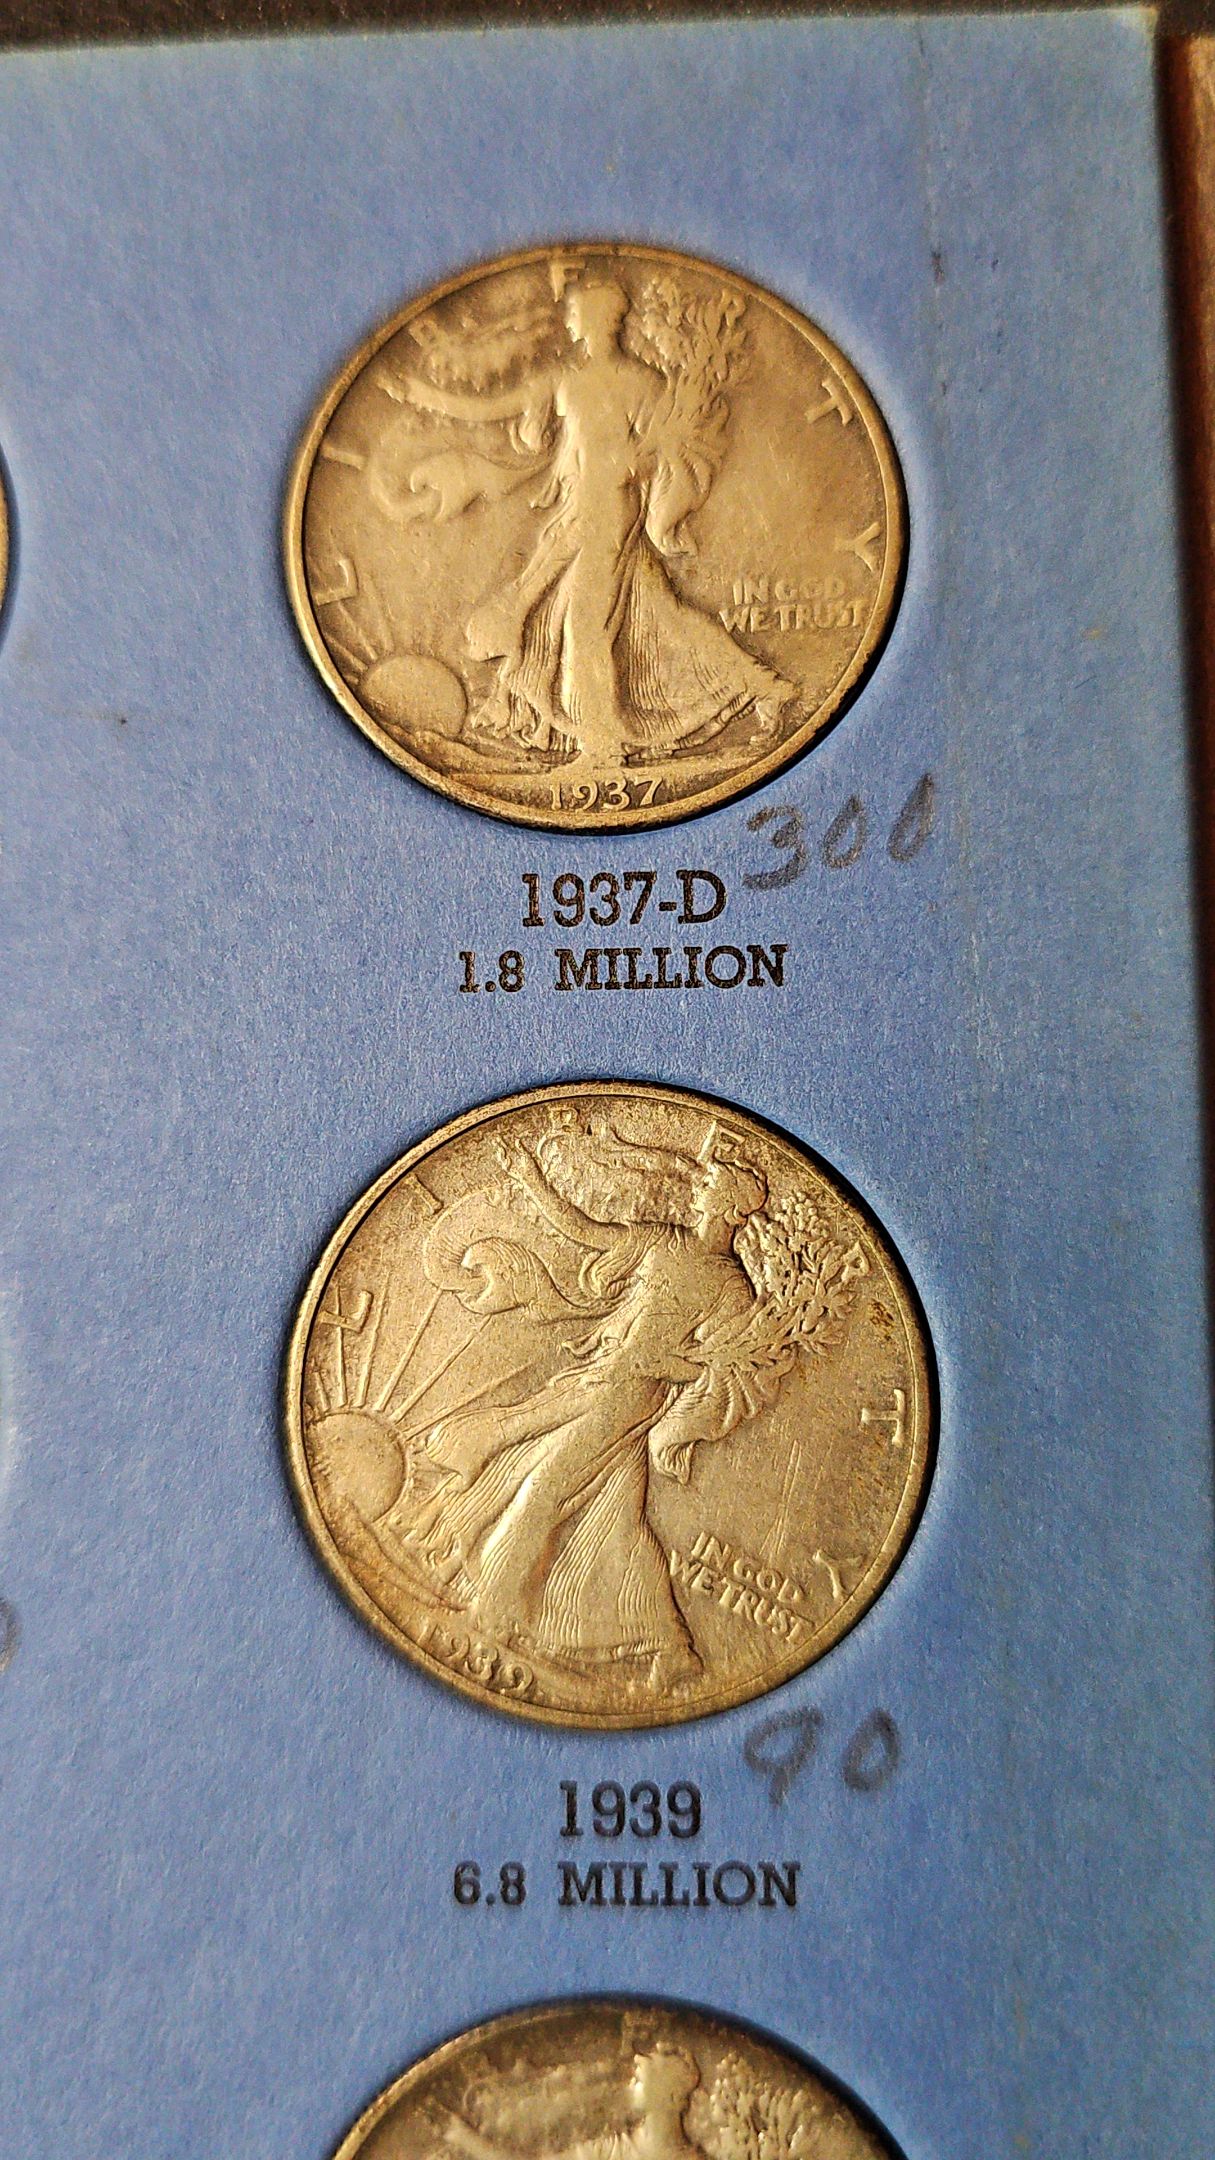 LIBERTY
IN GOD
WE TRUST
1937
300
1937-D
1.8 MILLION
LIBERTY
IN GOD
WE TRUST
1939
90
1939
6.8 MILLION
E